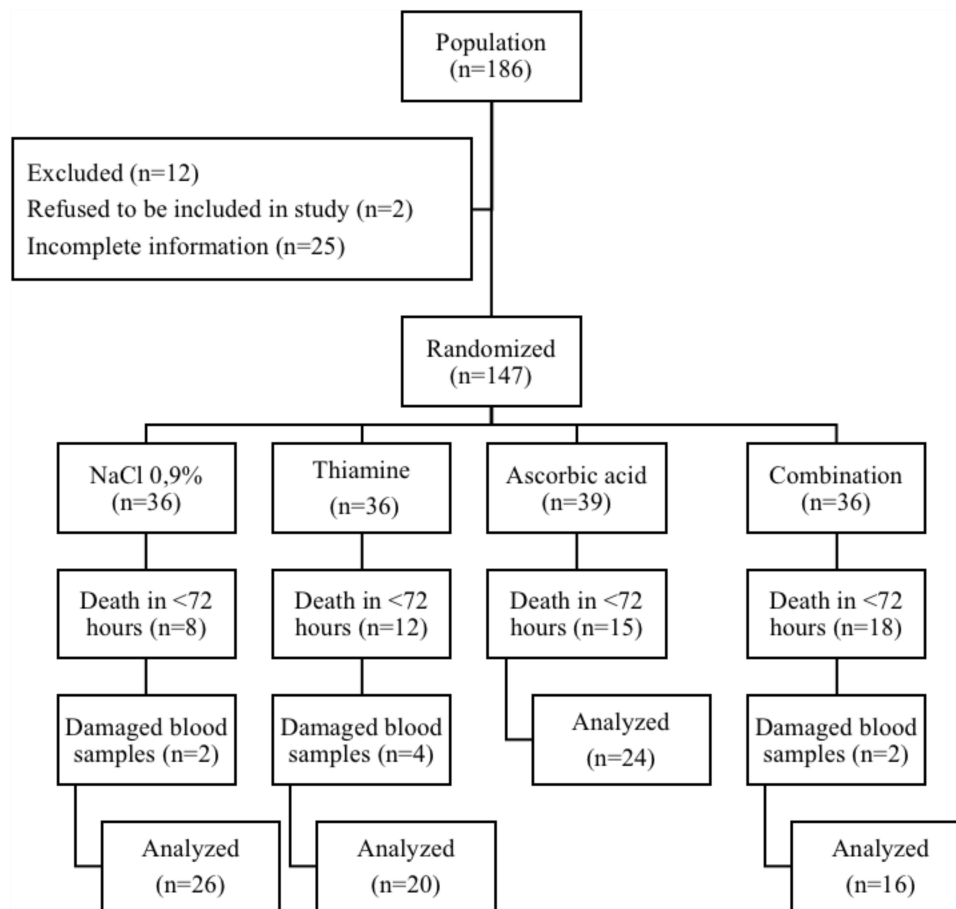 Population
(n=186)
Excluded (n=12)
Refused to be included in study (n=2)
Incomplete information (n=25)
Randomized
(n=147)
NaCl 0,9%
(n=36)
Thiamine
(n=36)
Ascorbic acid
(n=39)
Combination
(n=36)
Death in <72
hours (n=8)
Death in <72
hours (n=12)
Death in <72
hours (n=15)
Death in <72
hours (n=18)
Damaged blood
samples (n=2)
Damaged blood
samples (n=4)
Analyzed
(n=24)
Damaged blood
samples (n=2)
Analyzed
(n=26)
Analyzed
(n=20)
Analyzed
(n=16)